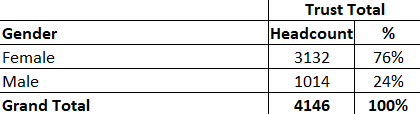 Trust Total
Gender Headcount %
Female 3132 76%
Male 1014 24%
Grand Total 4146 100%